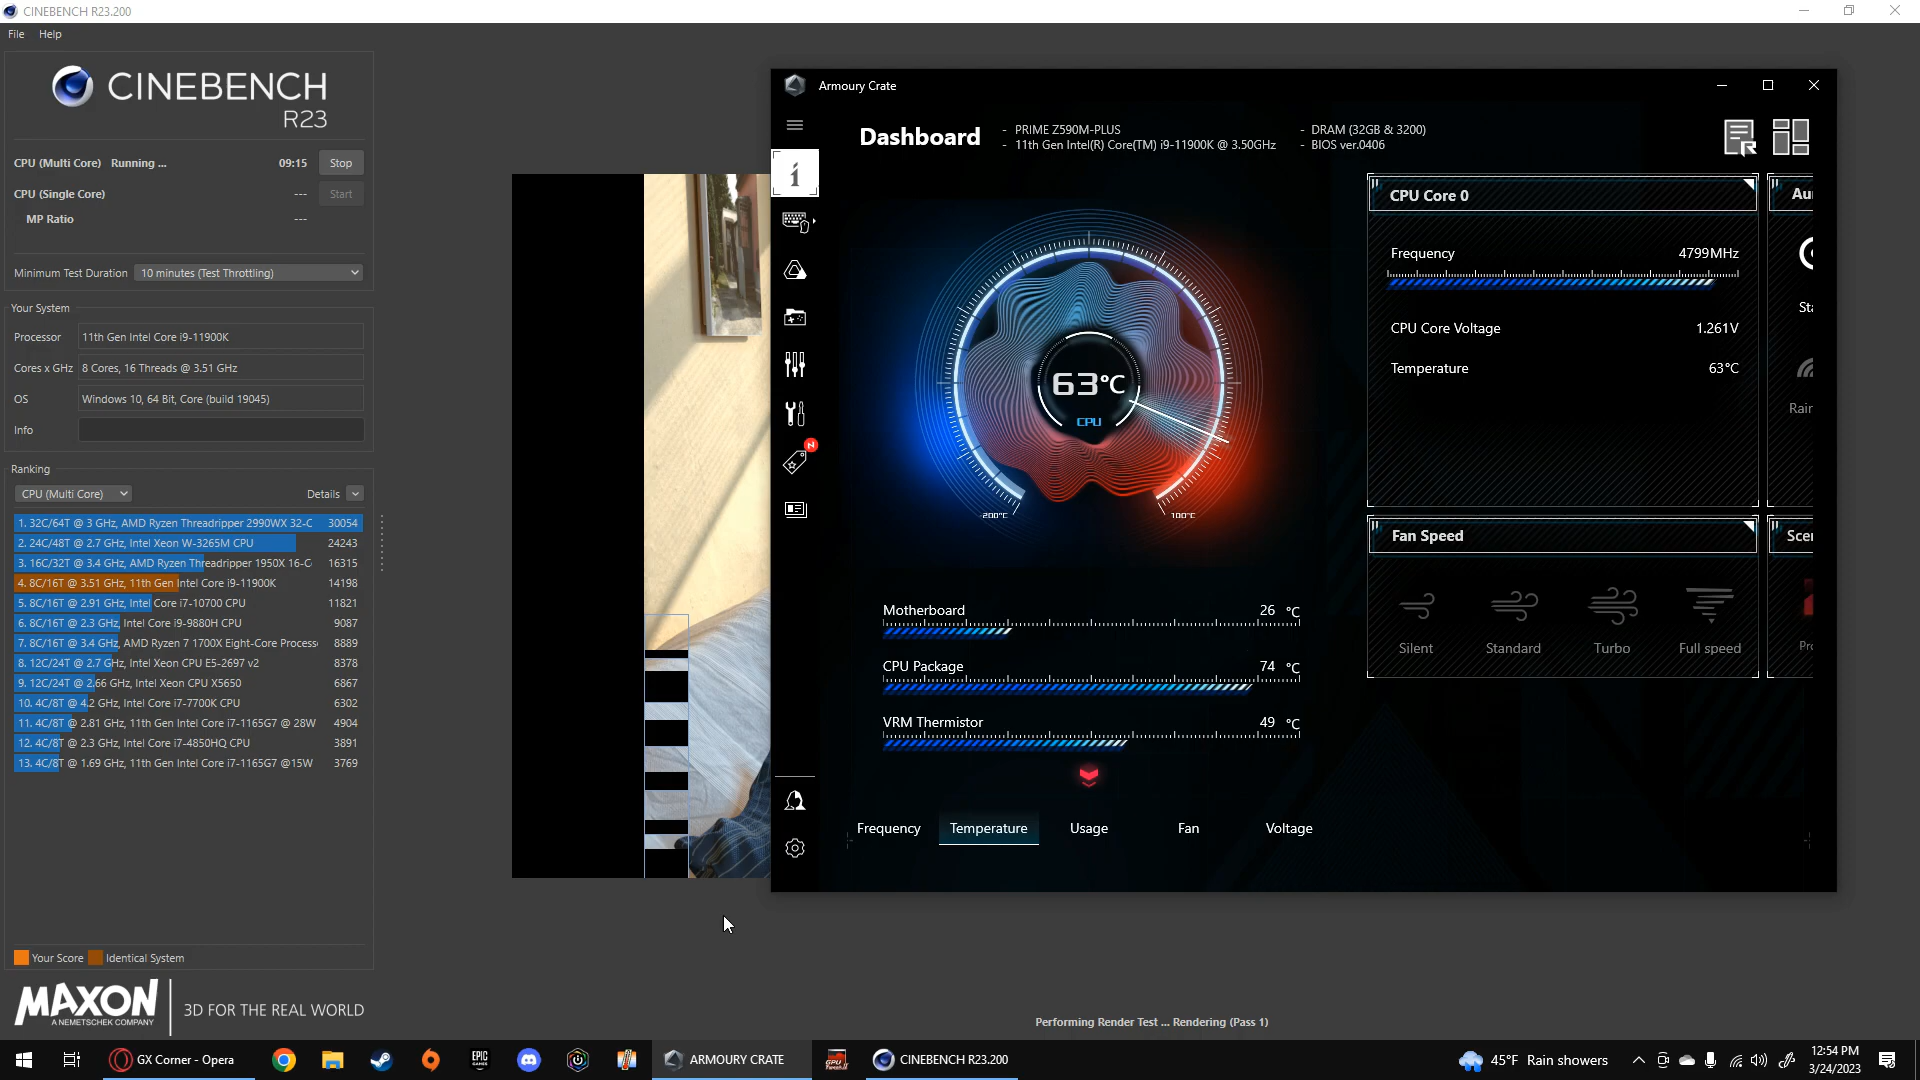 CINEBENCH R23.200
File Help
CINEBENCH
R23
CPU (Multi Core) Running ... 09:15 Stop
CPU (Single Core) --- Start
MP Ratio ---
Minimum Test Duration 10 minutes (Test Throttling)
Your System
Processor 11th Gen Intel Core i9-11900K
Cores x GHz 8 Cores, 16 Threads @ 3.51 GHz
OS Windows 10, 64 Bit, Core (build 19045)
Info
Ranking
CPU (Multi Core) Details
1. 32C/64T @ 3 GHz, AMD Ryzen Threadripper 2990WX 32-C 30054
2. 24C/48T @ 2.7 GHz, Intel Xeon W-3265M CPU 24243
3. 16C/32T @ 3.4 GHz, AMD Ryzen Threadripper 1950X 16-C 16315
4. 8C/16T @ 3.51 GHz, 11th Gen Intel Core i9-11900K 14198
5. 8C/16T @ 2.91 GHz, Intel Core i7-10700 CPU 11821
6. 8C/16T @ 2.3 GHz, Intel Core i9-9880H CPU 9087
7. 8C/16T @ 3.4 GHz, AMD Ryzen 7 1700X Eight-Core Process 8889
8. 12C/24T @ 2.7 GHz, Intel Xeon CPU E5-2697 v2 8378
9. 12C/24T @ 2.66 GHz, Intel Xeon CPU X5650 6867
10. 4C/8T @ 4.2 GHz, Intel Core i7-7700K CPU 6302
11. 4C/8T @ 2.81 GHz, 11th Gen Intel Core i7-1165G7 @ 28W 4904
12. 4C/8T @ 2.3 GHz, Intel Core i7-4850HQ CPU 3891
13. 4C/8T @ 1.69 GHz, 11th Gen Intel Core i7-1165G7 @15W 3769
Your Score Identical System
MAXON
A NEMETSCHEK COMPANY
3D FOR THE REAL WORLD
Armoury Crate
Dashboard
- PRIME Z590M-PLUS
- 11th Gen Intel(R) Core(TM) i9-11900K @ 3.50GHz
- DRAM (32GB & 3200)
- BIOS ver.0406
63°C
CPU
-200°C 100°C
Motherboard 26 °C
CPU Package 74 °C
VRM Thermistor 49 °C
Frequency Temperature Usage Fan Voltage
CPU Core 0
Frequency 4799MHz
CPU Core Voltage 1.261V
Temperature 63°C
Fan Speed
Silent Standard Turbo Full speed
Au
Sta
Rair
Scer
Pro
Performing Render Test ... Rendering (Pass 1)
GX Corner - Opera
EPIC
GAMES
ARMOURY CRATE
CINEBENCH R23.200
45°F Rain showers
12:54 PM
3/24/2023